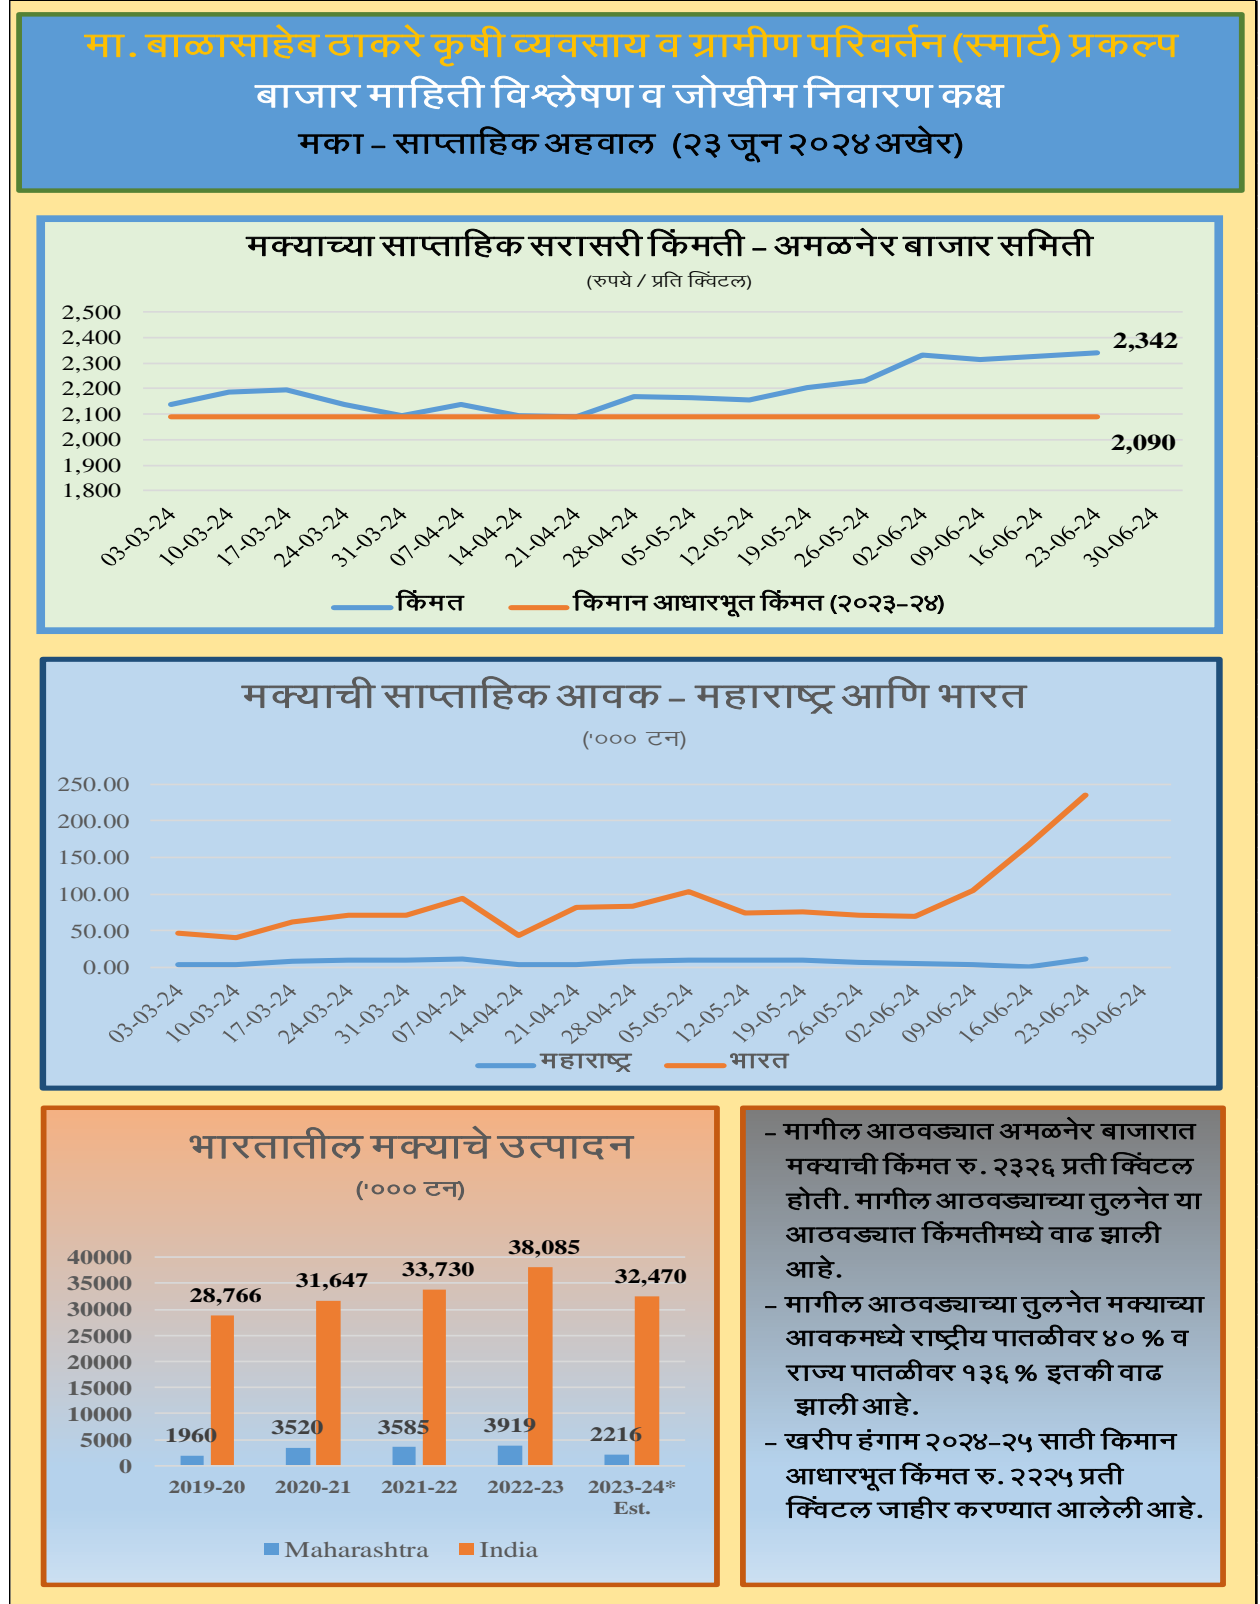 मा. बाळासाहेब ठाकरे कृषी व्यवसाय व ग्रामीण परिवर्तन (स्मार्ट) प्रकल्प
बाजार माहिती विश्लेषण व जोखीम निवारण कक्ष
मका – साप्ताहिक अहवाल (२३ जून २०२४ अखेर)
मक्याच्या साप्ताहिक सरासरी किंमती – अमळनेर बाजार समिती
(रुपये / प्रति क्विंटल)
2,500
2,400
2,300
2,200
2,100
2,000
1,900
1,800
2,342
2,090
03-03-24
10-03-24
17-03-24
24-03-24
31-03-24
07-04-24
14-04-24
21-04-24
28-04-24
05-05-24
12-05-24
19-05-24
26-05-24
02-06-24
09-06-24
16-06-24
23-06-24
30-06-24
किंमत
किमान आधारभूत किंमत (२०२३–२४)
मक्याची साप्ताहिक आवक – महाराष्ट्र आणि भारत
('००० टन)
250.00
200.00
150.00
100.00
50.00
0.00
03-03-24
10-03-24
17-03-24
24-03-24
31-03-24
07-04-24
14-04-24
21-04-24
28-04-24
05-05-24
12-05-24
19-05-24
26-05-24
02-06-24
09-06-24
16-06-24
23-06-24
30-06-24
महाराष्ट्र
भारत
भारतातील मक्याचे उत्पादन
('००० टन)
40000
35000
30000
25000
20000
15000
10000
5000
0
28,766
31,647
33,730
38,085
32,470
1960
3520
3585
3919
2216
2019-20
2020-21
2021-22
2022-23
2023-24*
Est.
Maharashtra
India
– मागील आठवड्यात अमळनेर बाजारात
मक्याची किंमत रु. २३२६ प्रती क्विंटल
होती. मागील आठवड्याच्या तुलनेत या
आठवड्यात किंमतीमध्ये वाढ झाली
आहे.
– मागील आठवड्याच्या तुलनेत मक्याच्या
आवकमध्ये राष्ट्रीय पातळीवर ४० % व
राज्य पातळीवर १३६ % इतकी वाढ
झाली आहे.
– खरीप हंगाम २०२४–२५ साठी किमान
आधारभूत किंमत रु. २२२५ प्रती
क्विंटल जाहीर करण्यात आलेली आहे.